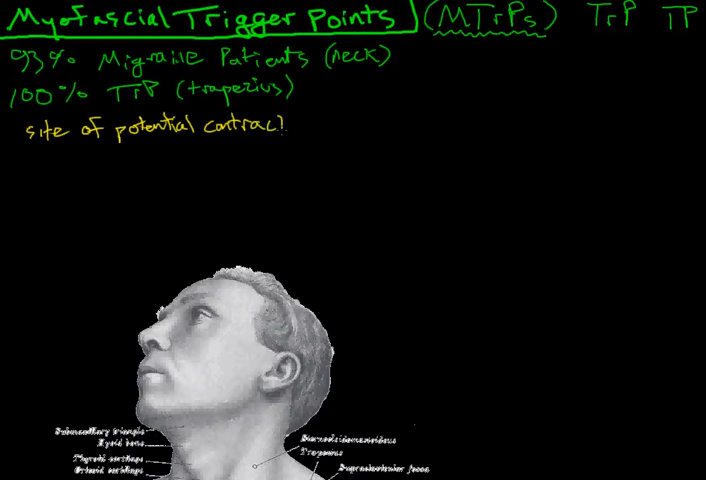 Myofascial Trigger Points (MTrPs) TrP TP
93% Migraine Patients (neck)
100% TrP (trapezius)
site of potential contrac
Submaxillary triangle
Hyoid bone
Thyroid cartilage
Cricoid cartilage
Sternocleidomastoideus
Trapezius
Supraclavicular fossa